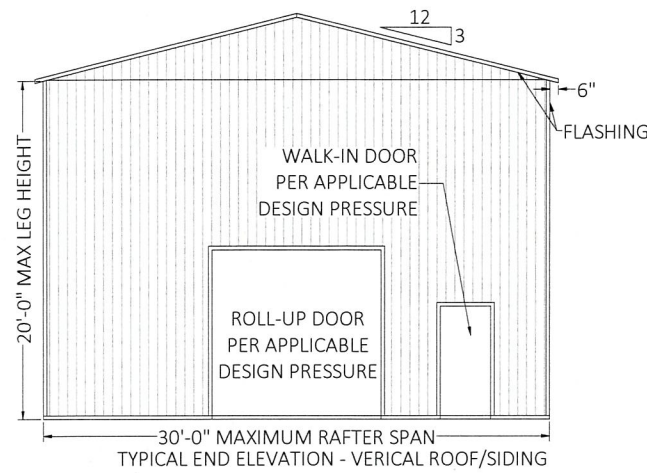 12
3
6"
FLASHING
WALK-IN DOOR
PER APPLICABLE
DESIGN PRESSURE
20'-0" MAX LEG HEIGHT
ROLL-UP DOOR
PER APPLICABLE
DESIGN PRESSURE
30'-0" MAXIMUM RAFTER SPAN
TYPICAL END ELEVATION - VERICAL ROOF/SIDING